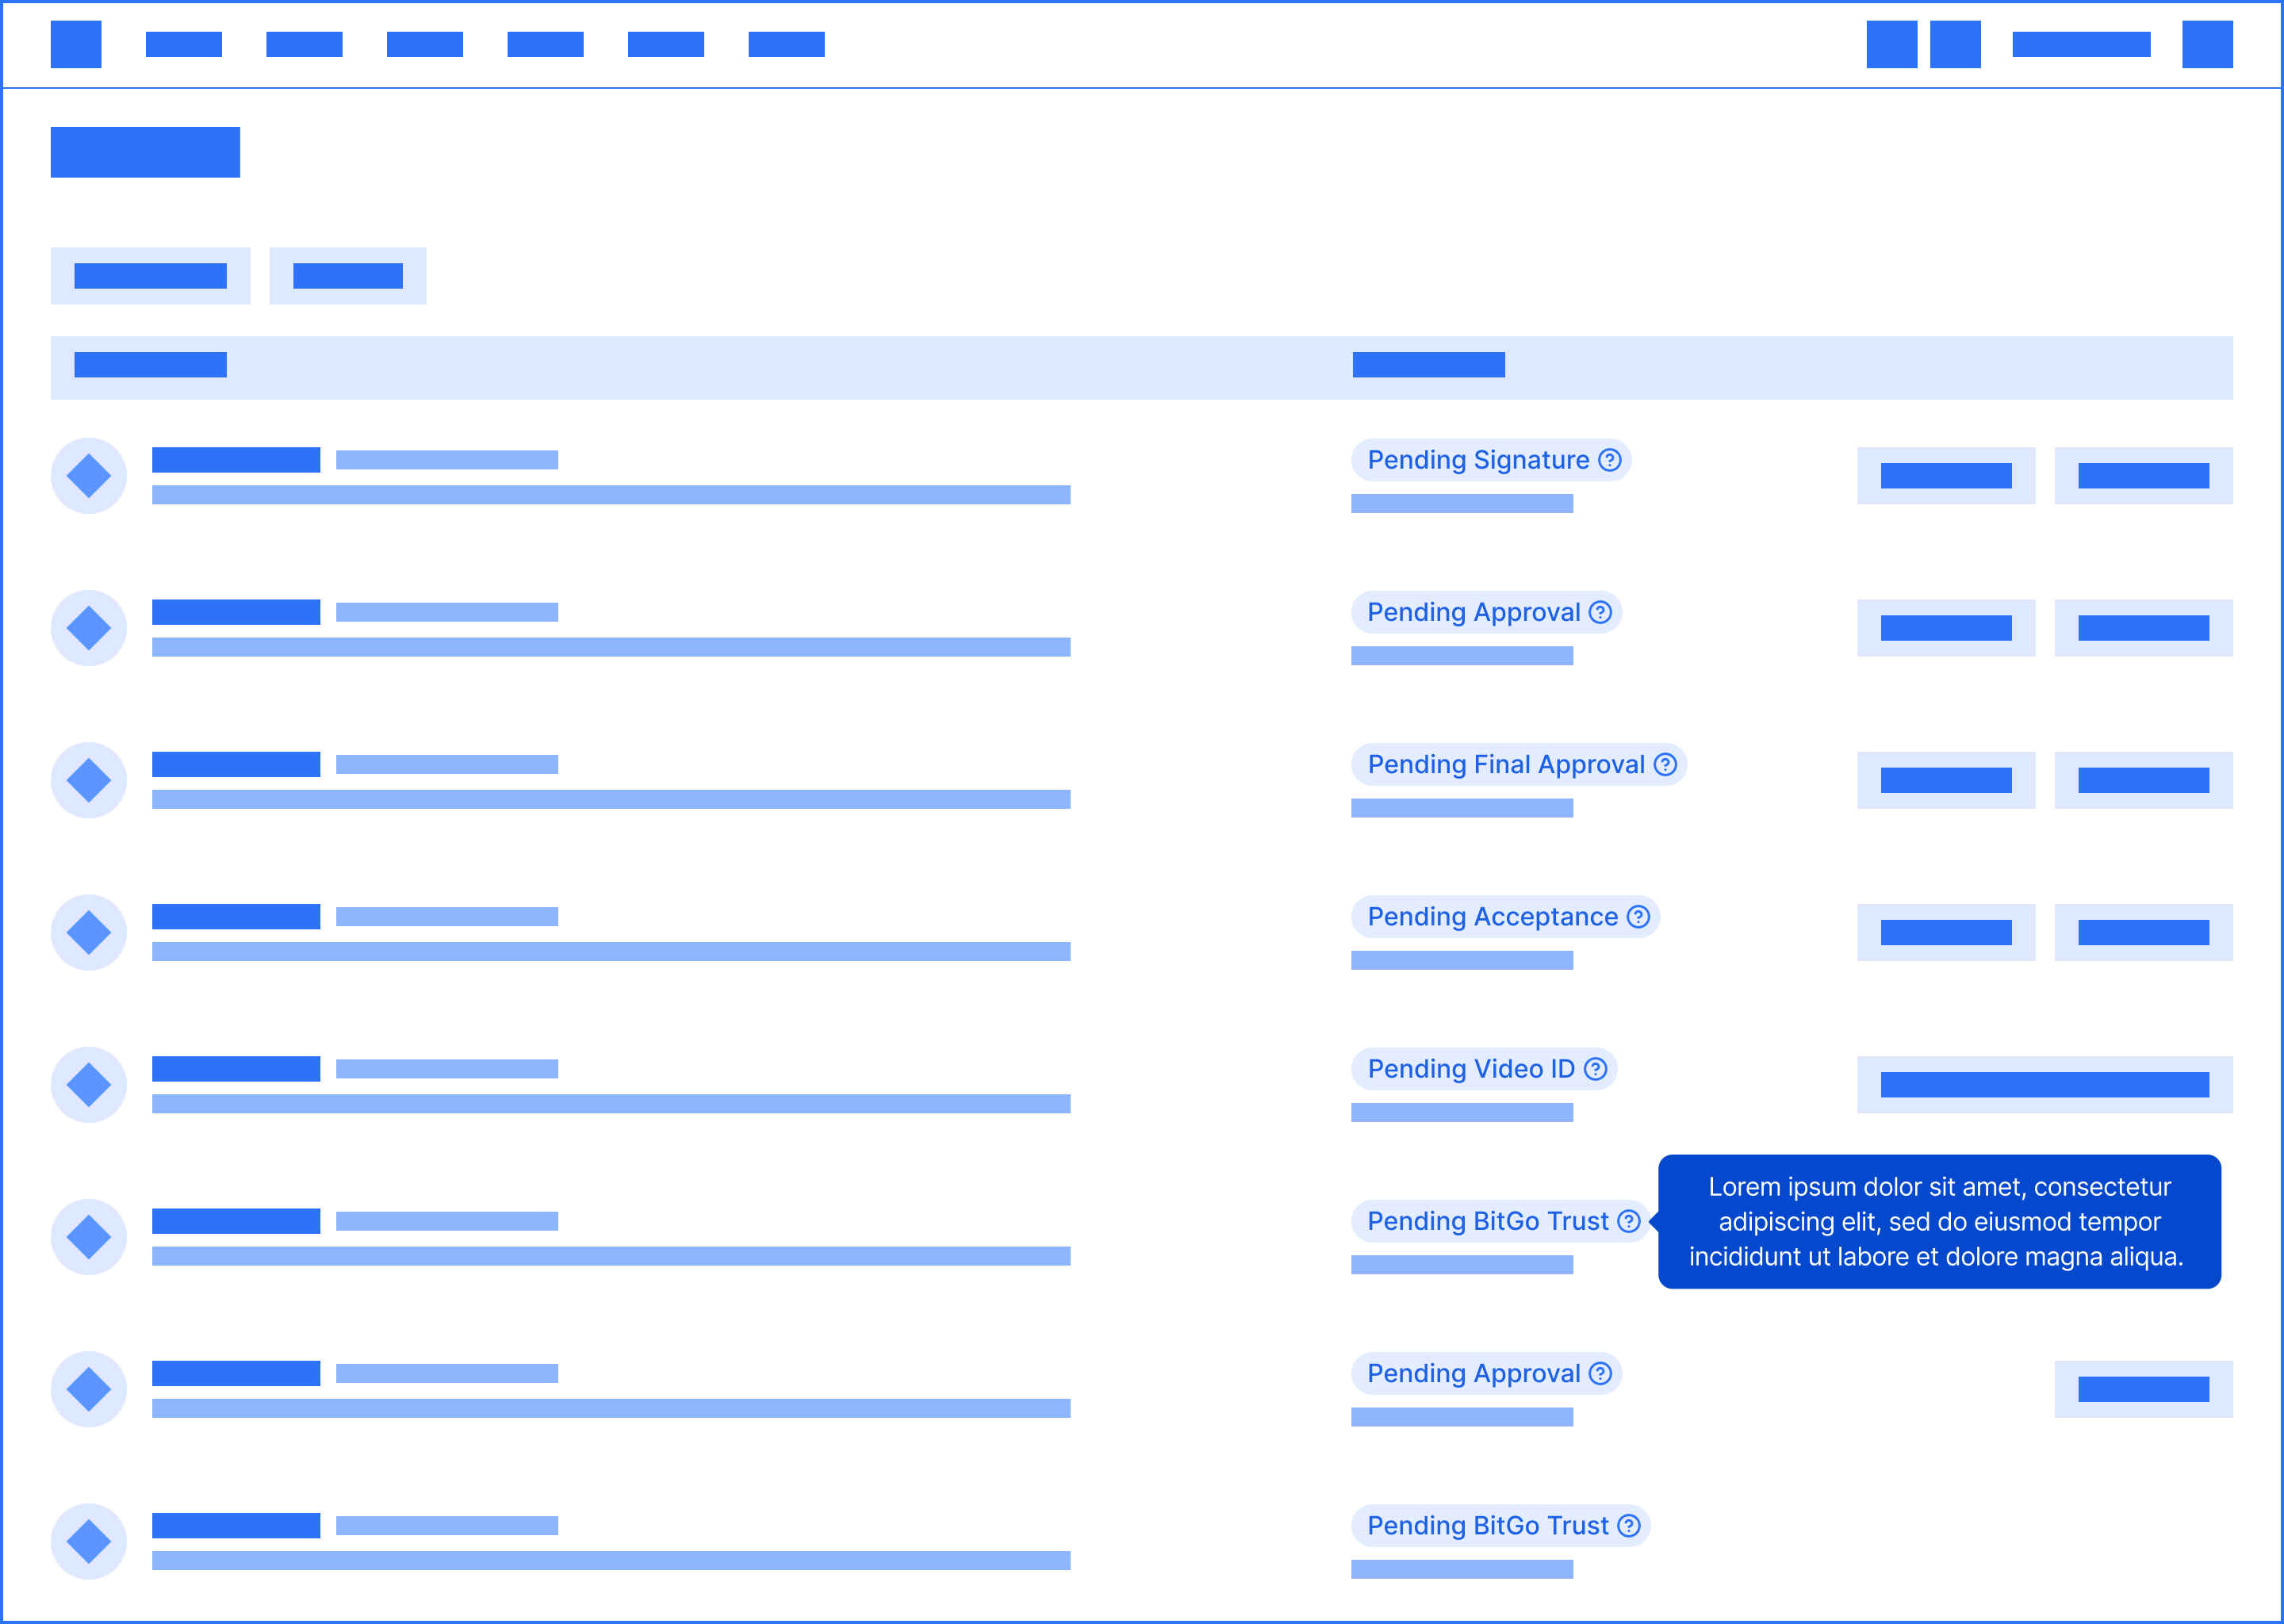 Pending Signature
Pending Approval
Pending Final Approval
Pending Acceptance
Pending Video ID
Pending BitGo Trust
Lorem ipsum dolor sit amet, consectetur
adipiscing elit, sed do eiusmod tempor
incididunt ut labore et dolore magna aliqua.
Pending Approval
Pending BitGo Trust